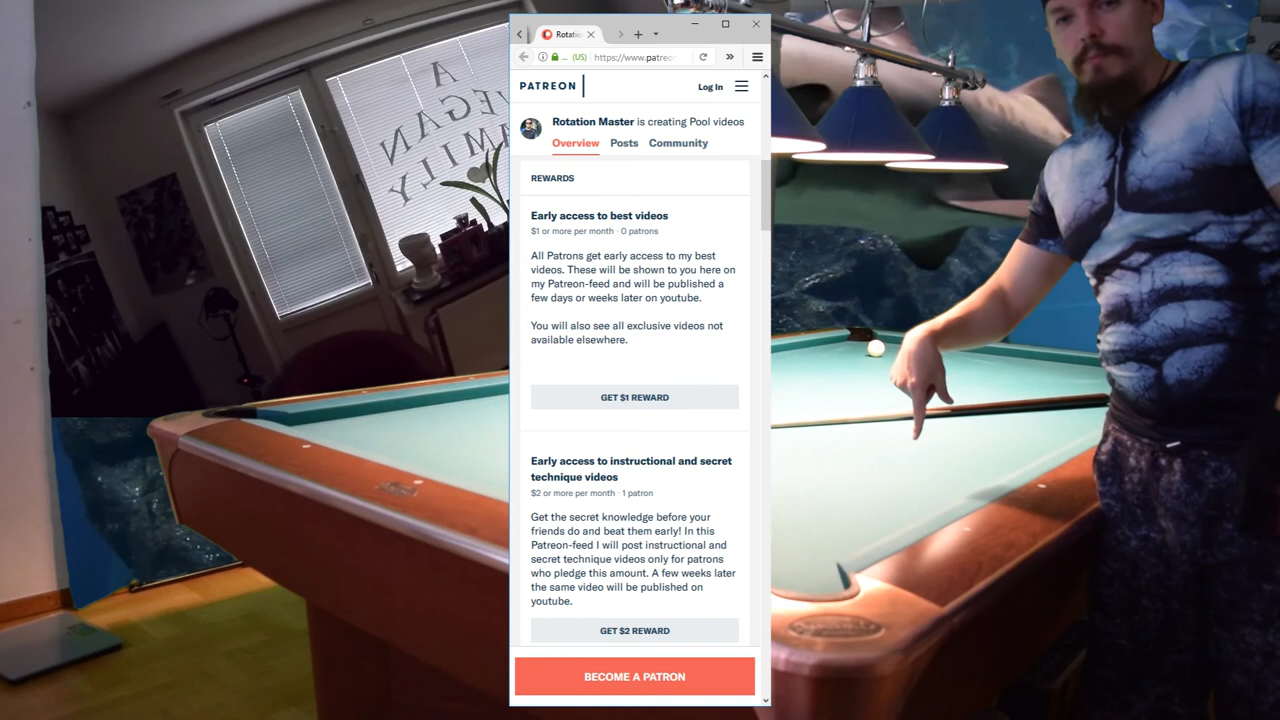 A
VEGAN
FAMILY
Rotatio
... (US) https://www.patreo
PATREON
Log In
Rotation Master is creating Pool videos
Overview Posts Community
REWARDS
Early access to best videos
$1 or more per month · 0 patrons
All Patrons get early access to my best
videos. These will be shown to you here on
my Patreon-feed and will be published a
few days or weeks later on youtube.
You will also see all exclusive videos not
available elsewhere.
GET $1 REWARD
Early access to instructional and secret
technique videos
$2 or more per month · 1 patron
Get the secret knowledge before your
friends do and beat them early! In this
Patreon-feed I will post instructional and
secret technique videos only for patrons
who pledge this amount. A few weeks later
the same video will be published on
youtube.
GET $2 REWARD
BECOME A PATRON